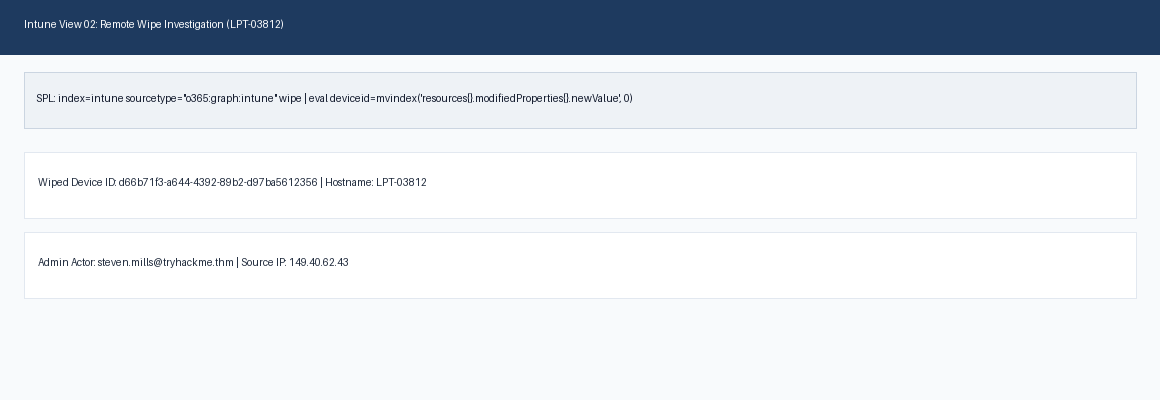 Intune View 02: Remote Wipe Investigation (LPT-03812)
SPL: index=intune sourcetype="o365:graph:intune" wipe | eval deviceid=mvindex('resources{}.modifiedProperties{}.newValue', 0)
Wiped Device ID: d66b71f3-a644-4392-89b2-d97ba5612356 | Hostname: LPT-03812
Admin Actor: steven.mills@tryhackme.thm | Source IP: 149.40.62.43